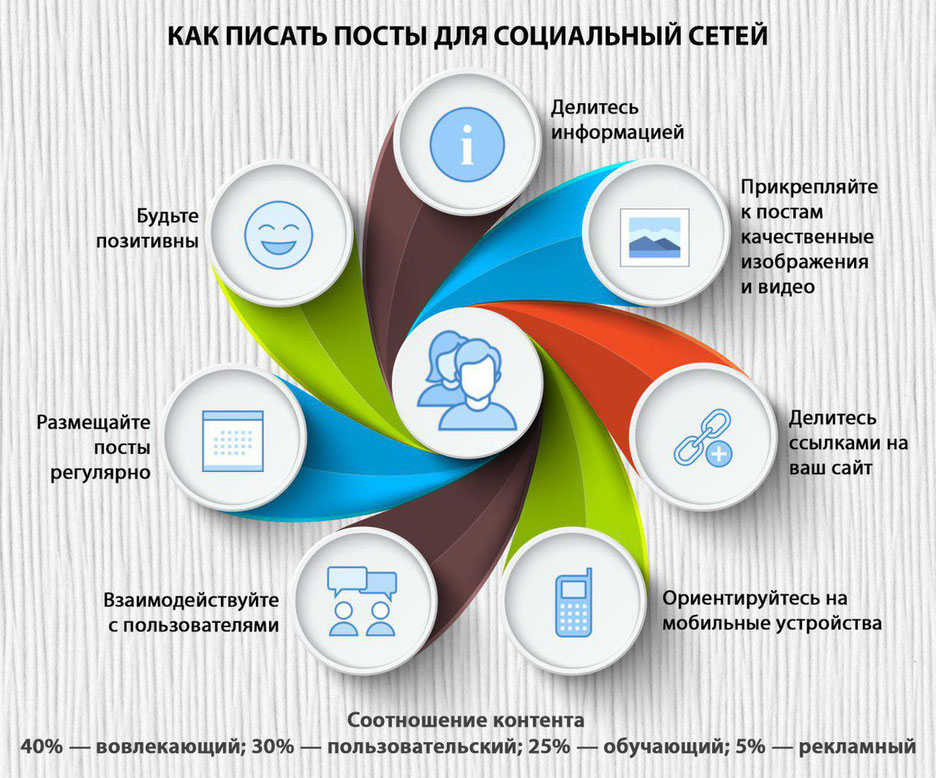 КАК ПИСАТЬ ПОСТЫ ДЛЯ СОЦИАЛЬНЫЙ СЕТЕЙ
Делитесь
информацией
Прикрепляйте
к постам
качественные
изображения
и видео
Делитесь
ссылками на
ваш сайт
Ориентируйтесь на
мобильные устройства
Взаимодействуйте
с пользователями
Размещайте
посты
регулярно
Будьте
позитивны
Соотношение контента
40% — вовлекающий; 30% — пользовательский; 25% — обучающий; 5% — рекламный